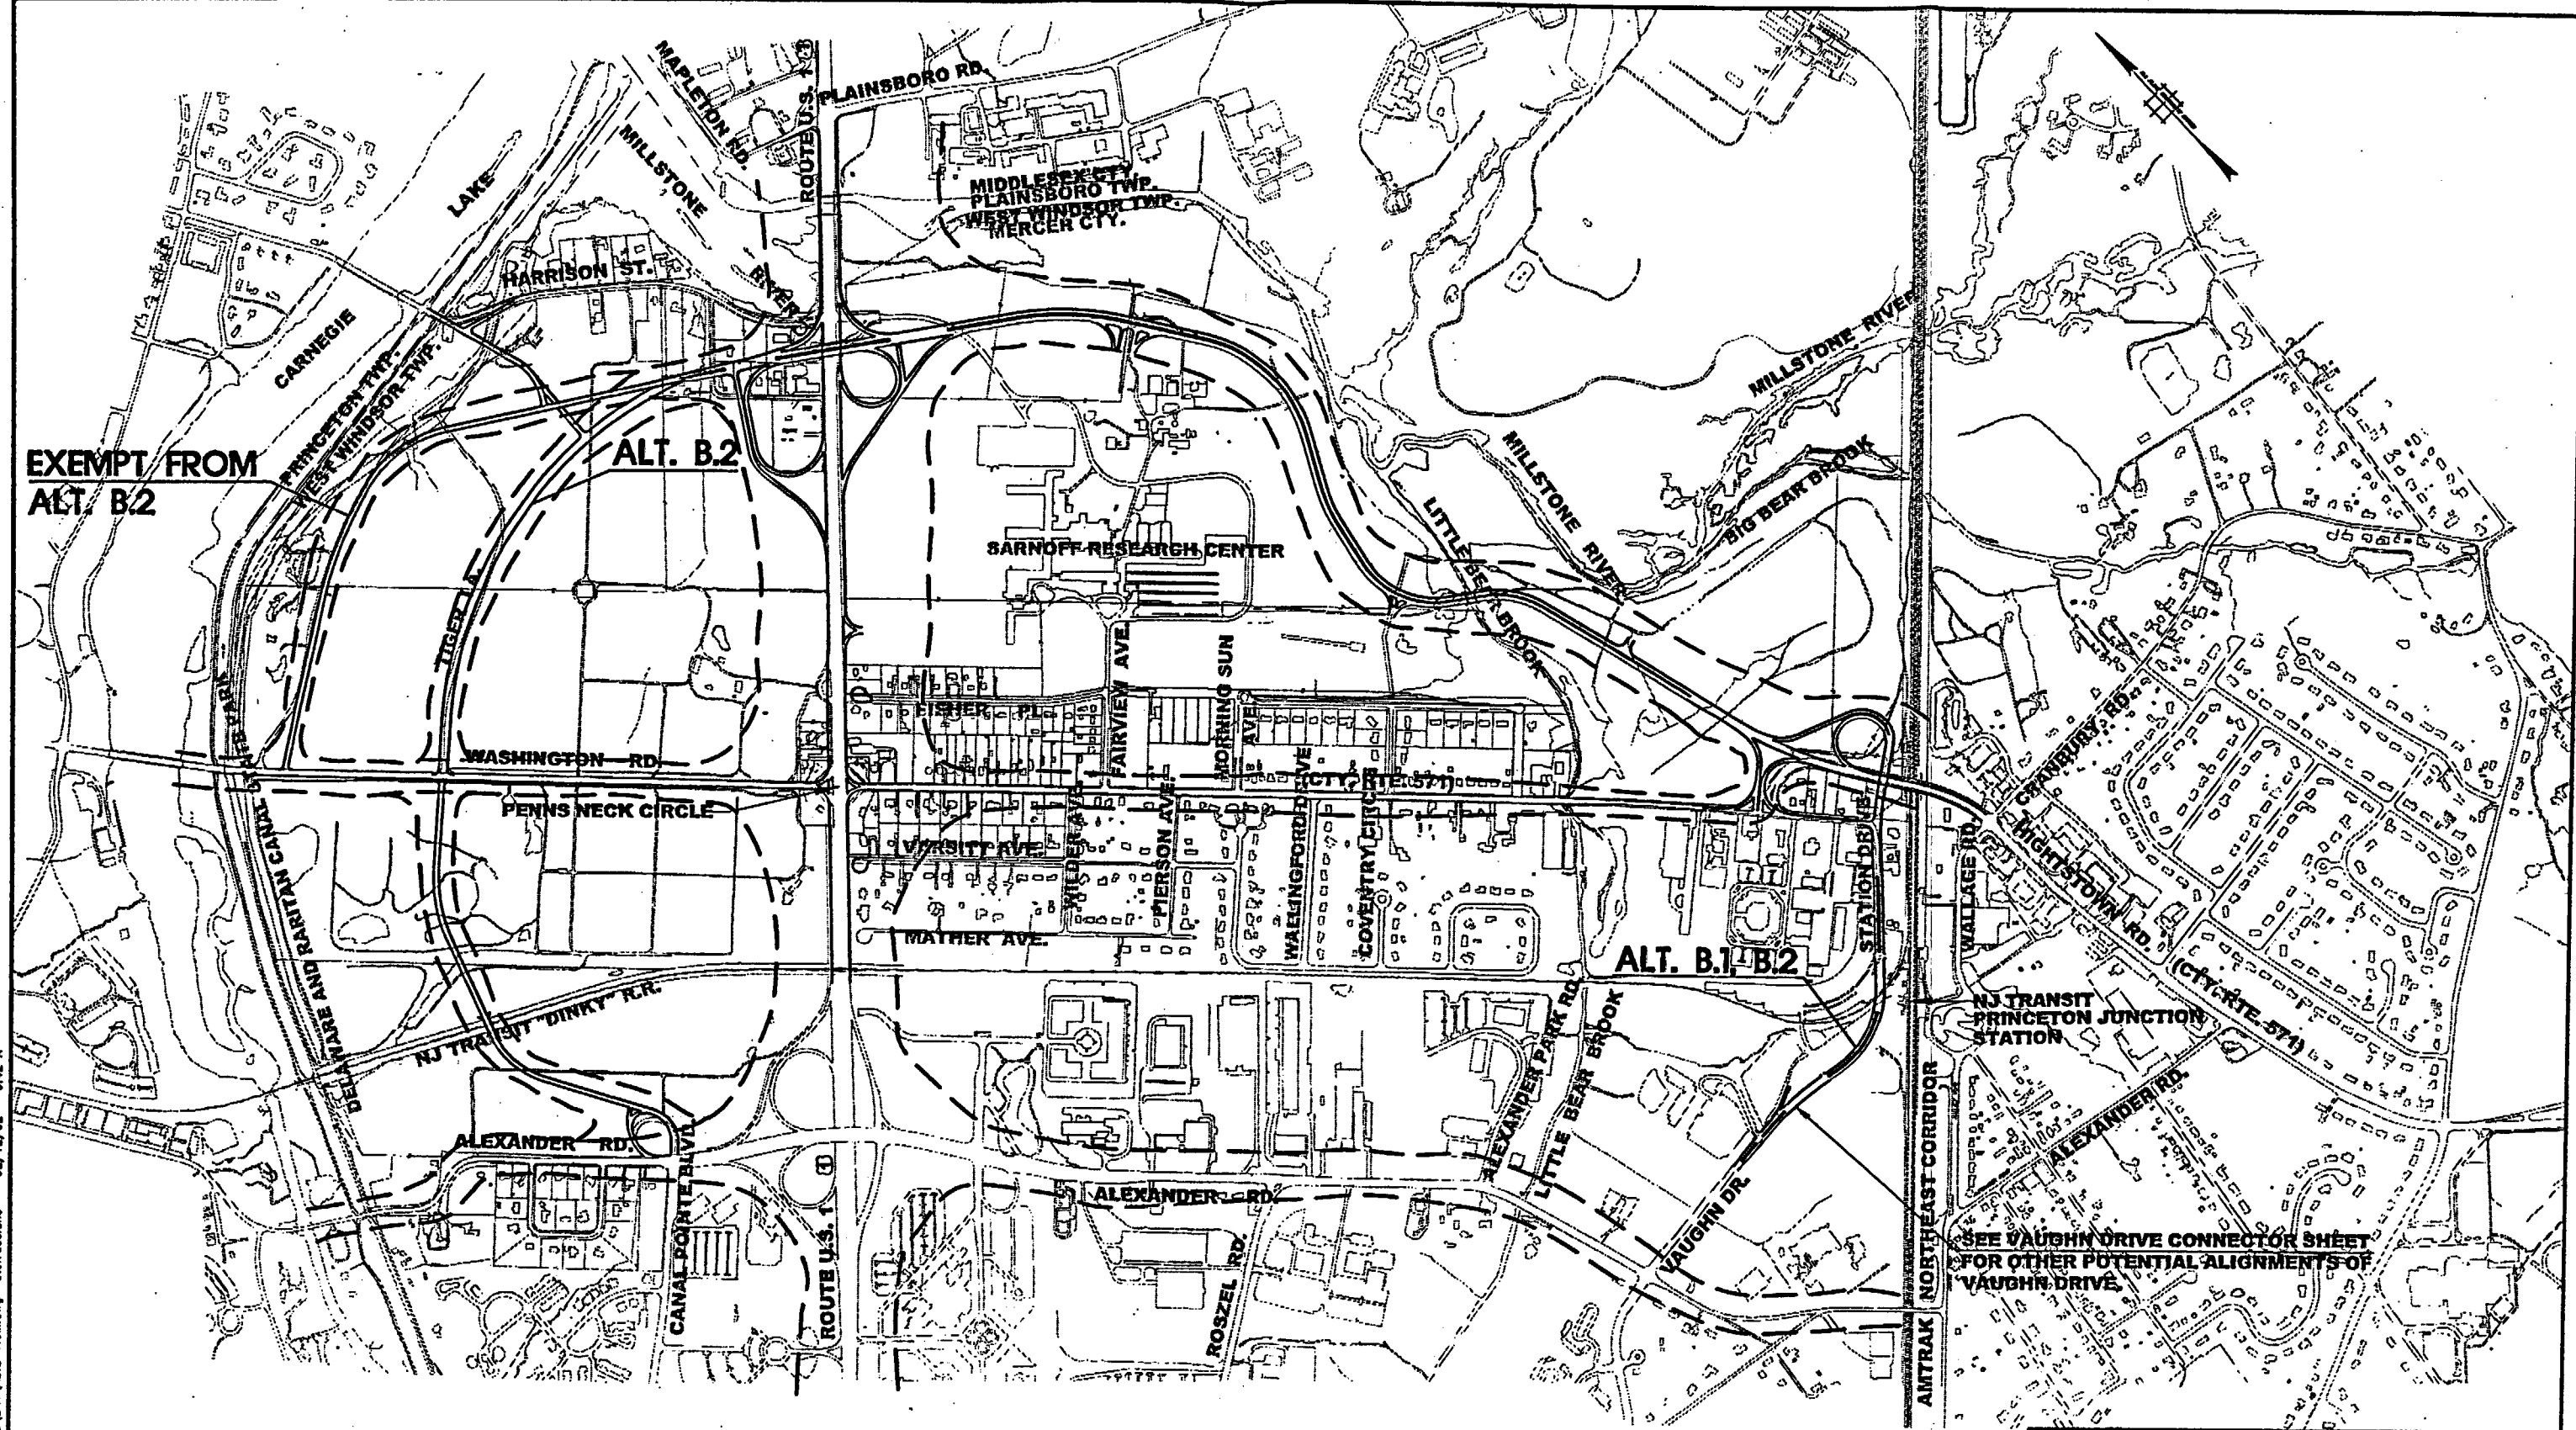 MAPLETON RD.
ROUTE U.S. 1
PLAINSBORO RD.
MILLSTONE
RIVER
MIDDLESEX CTY.
PLAINSBORO TWP.
WEST WINDSOR TWP.
MERCER CTY.
LAKE
CARNEGIE
HARRISON ST.
PRINCETON TWP.
WEST WINDSOR TWP.
EXEMPT FROM
ALT. B.2
ALT. B.2
MILLSTONE RIVER
MILLSTONE RIVER
BIG BEAR BROOK
LITTLE
BROOK
SARNOFF RESEARCH CENTER
FAIRVIEW AVE.
MORNING SUN
AVE.
FISHER PL.
WASHINGTON RD.
(CTY. RTE. 571)
PENNS NECK CIRCLE
VARSITY AVE.
WILDER AVE.
PIERSON AVE.
WALLINGFORD DRIVE
COVENTRY CIRCLE
MATHER AVE.
STATION DRIVE
WALLACE RD.
CRANBURY RD.
HIGHTSTOWN RD.
(CTY. RTE. 571)
ALT. B.1, B.2
DELAWARE AND RARITAN CANAL STATE PARK
NJ TRANSIT "DINKY" R.R.
NJ TRANSIT
PRINCETON JUNCTION
STATION
ALEXANDER PARK RD.
LITTLE BEAR BROOK
ALEXANDER RD.
ALEXANDER RD.
ALEXANDER RD.
CANAL POINTE BLVD.
1
ROUTE U.S. 1
ROSZEL RD.
VAUGHN DR.
AMTRAK NORTHEAST CORRIDOR
SEE VAUGHN DRIVE CONNECTOR SHEET
FOR OTHER POTENTIAL ALIGNMENTS OF
VAUGHN DRIVE.